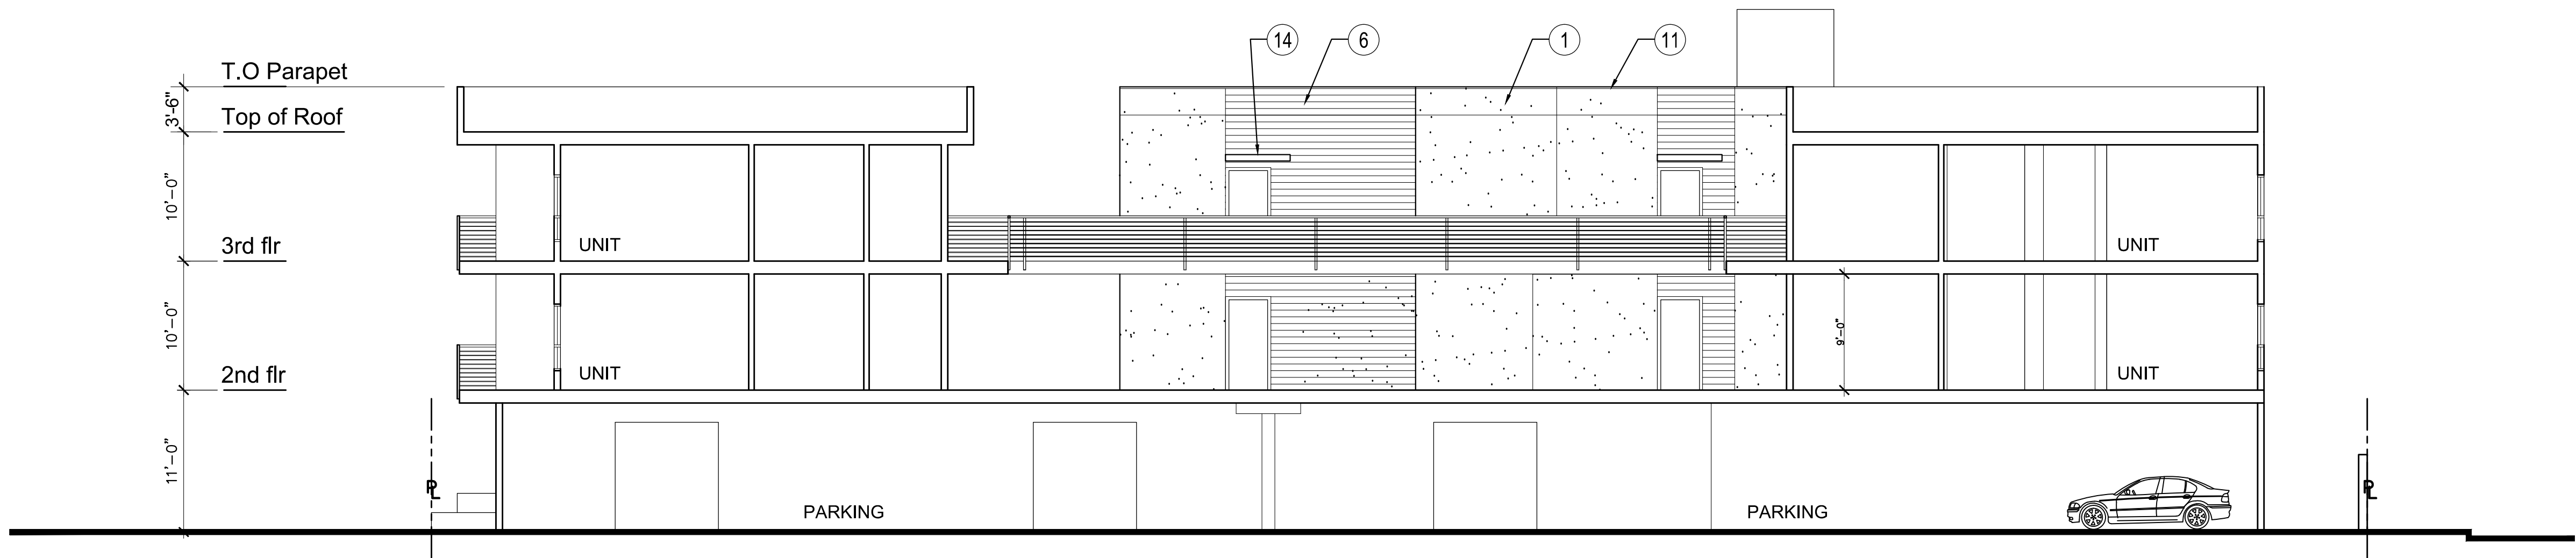 14
6
1
11
T.O Parapet
3'-6"
Top of Roof
10'-0"
3rd flr
UNIT
UNIT
10'-0"
9'-0"
2nd flr
UNIT
UNIT
11'-0"
PL
PL
PARKING
PARKING